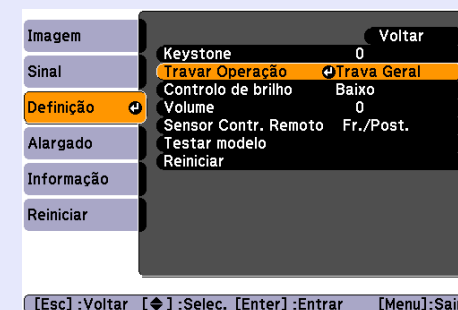 Imagem
Sinal
Definição
Alargado
Informação
Reiniciar
Voltar
Keystone 0
Travar Operação Trava Geral
Controlo de brilho Baixo
Volume 0
Sensor Contr. Remoto Fr./Post.
Testar modelo
Reiniciar
[Esc] :Voltar [◆] :Selec. [Enter] :Entrar [Menu]:Sair